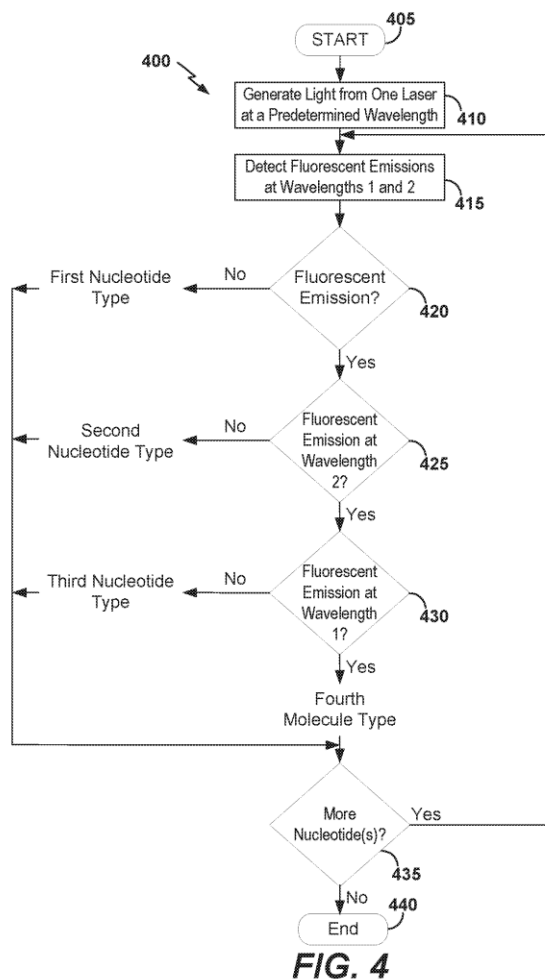 START
405
400
Generate Light from One Laser
at a Predetermined Wavelength
410
Detect Fluorescent Emissions
at Wavelengths 1 and 2
415
First Nucleotide
Type
No
Fluorescent
Emission?
420
Yes
Second
Nucleotide Type
No
Fluorescent
Emission at
Wavelength
2?
425
Yes
Third Nucleotide
Type
No
Fluorescent
Emission at
Wavelength
1?
430
Yes
Fourth
Molecule Type
More
Nucleotide(s)?
Yes
435
No
440
End
FIG. 4